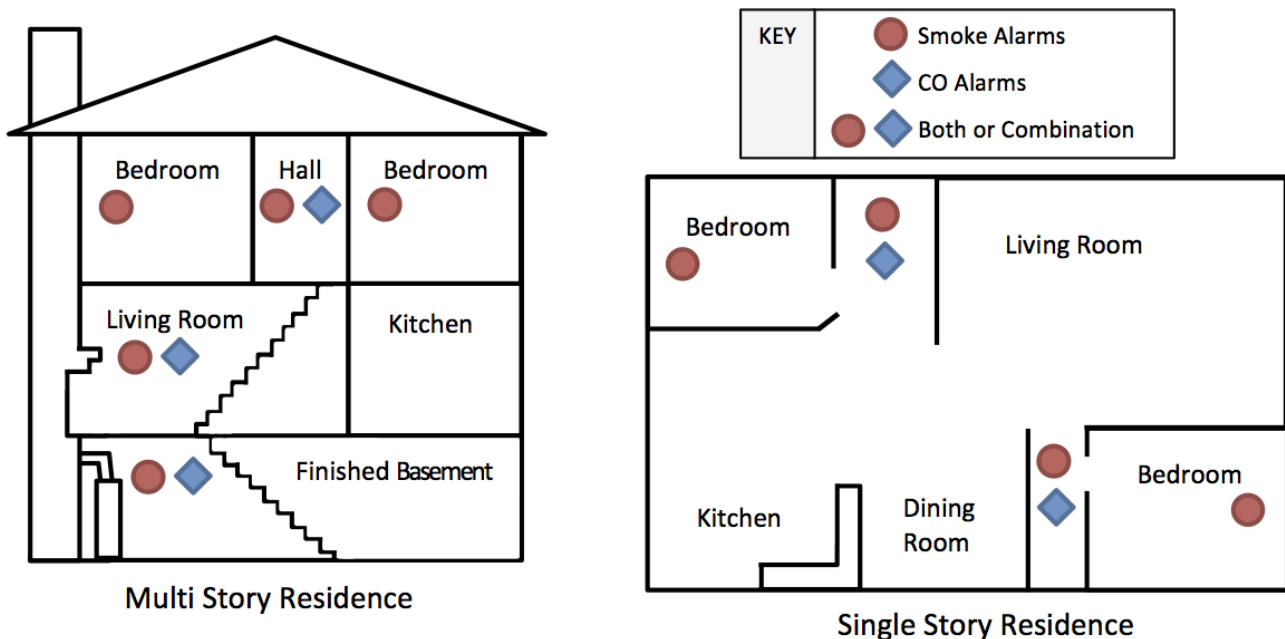 KEY
Smoke Alarms
CO Alarms
Both or Combination
Bedroom
Hall
Bedroom
Living Room
Kitchen
Finished Basement
Multi Story Residence
Bedroom
Living Room
Kitchen
Dining
Room
Bedroom
Single Story Residence